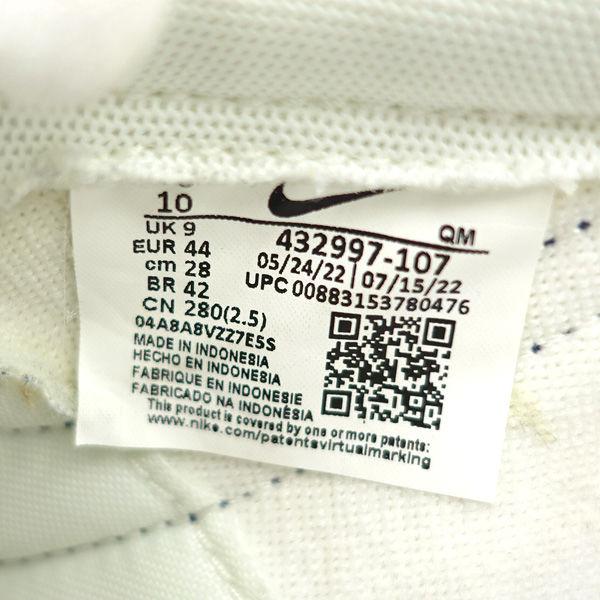 10
UK 9
EUR 44
cm 28
BR 42
CN 280(2.5)
QM
432997-107
05/24/22 | 07/15/22
UPC 00883153780476
04A8A8VZZ7E5S
MADE IN INDONESIA
HECHO EN INDONESIA
FABRIQUE EN INDONESIE
FABRICADO NA INDONÉSIA
This product is covered by one or more patents:
www.nike.com/patentsvirtualmarking